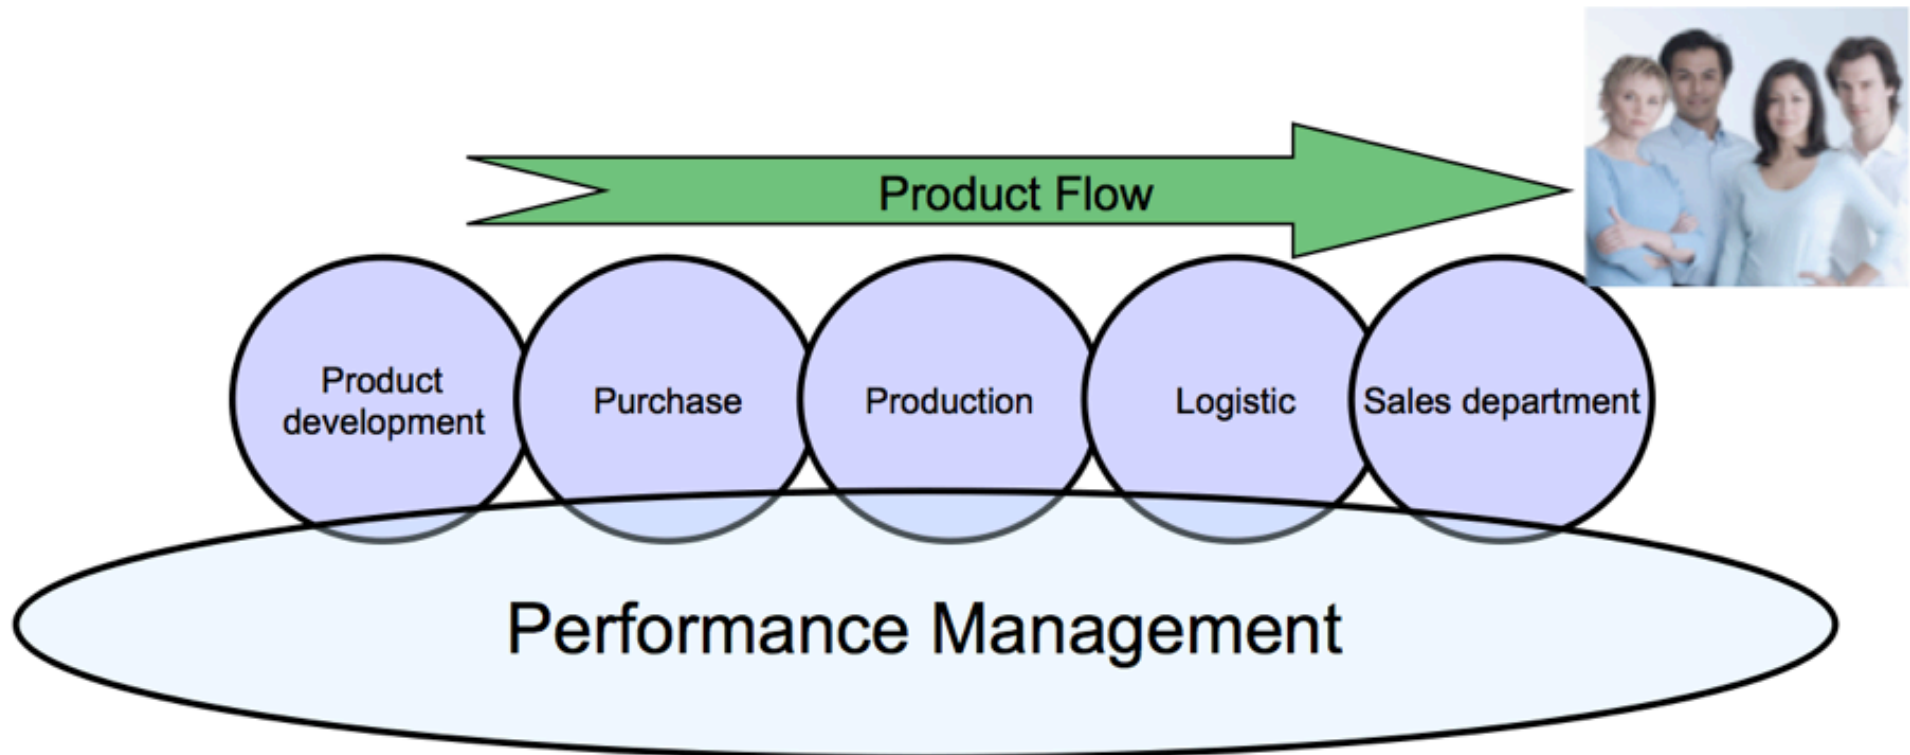 Product Flow
Product
development
Purchase
Production
Logistic
Sales department
Performance Management